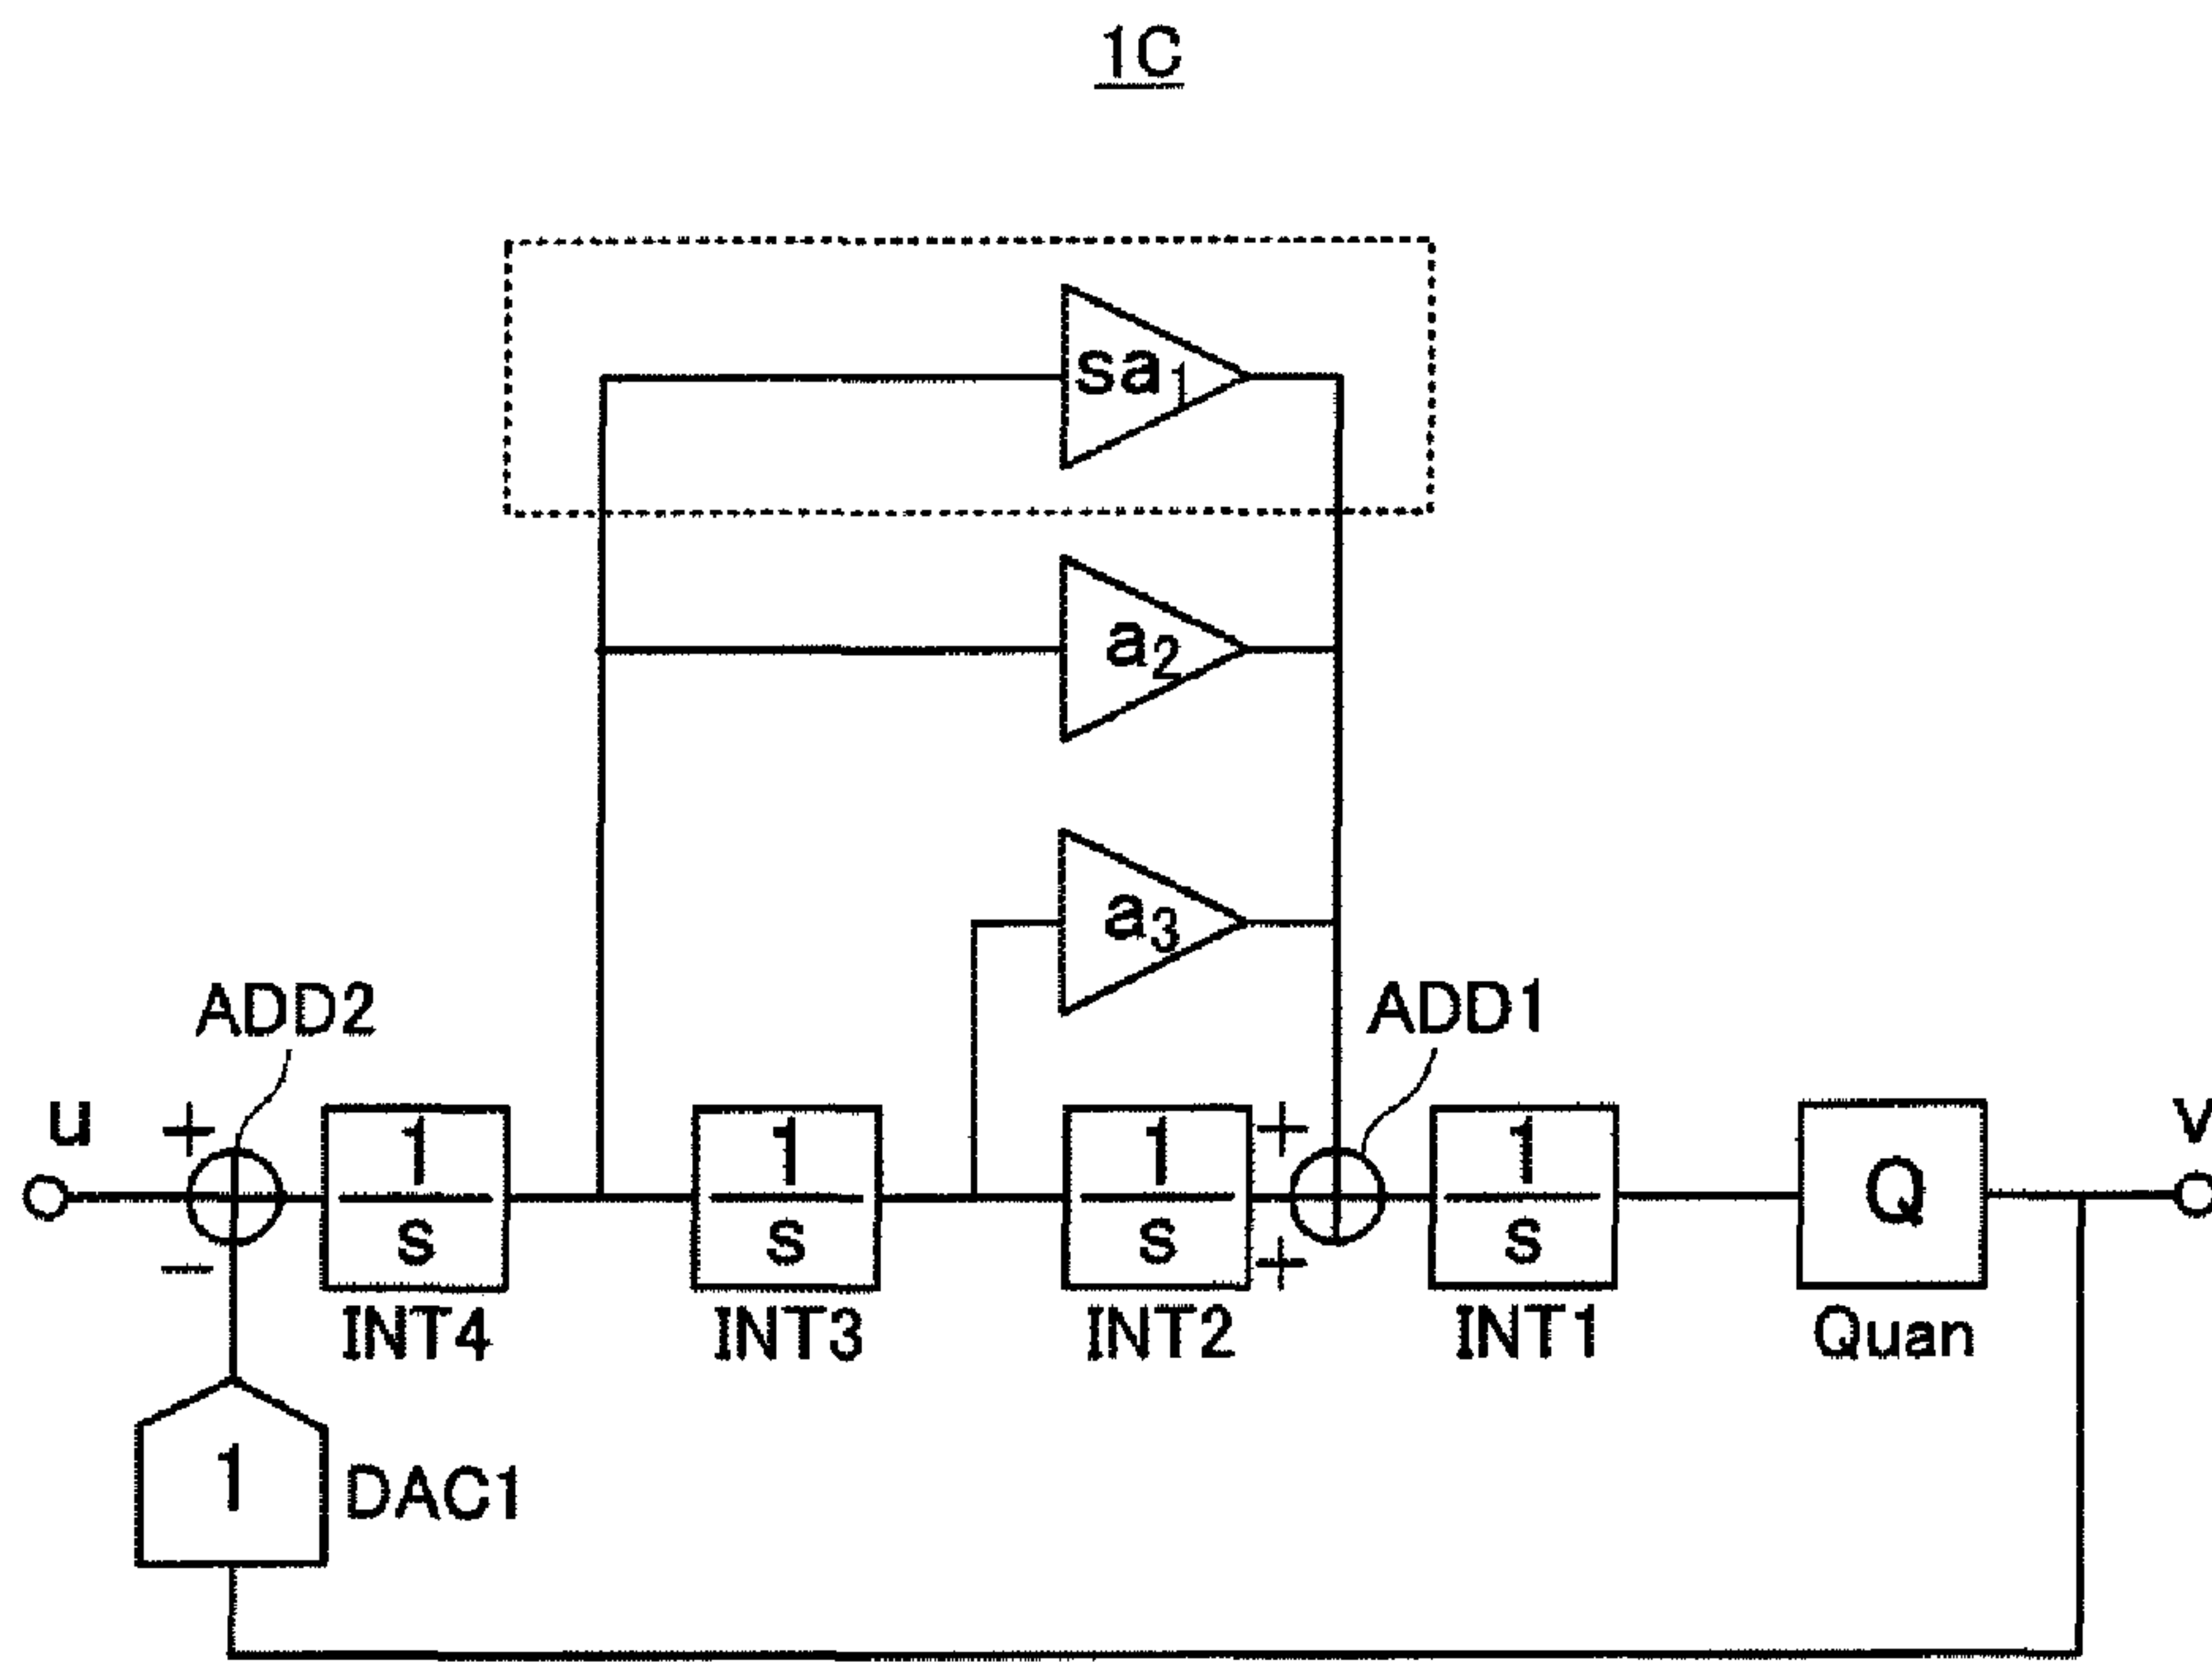 1C
sa1
a2
a3
ADD2
ADD1
u
+
+
v
1
s
1
s
1
s
1
s
Q
−
+
INT4
INT3
INT2
INT1
Quan
1
DAC1